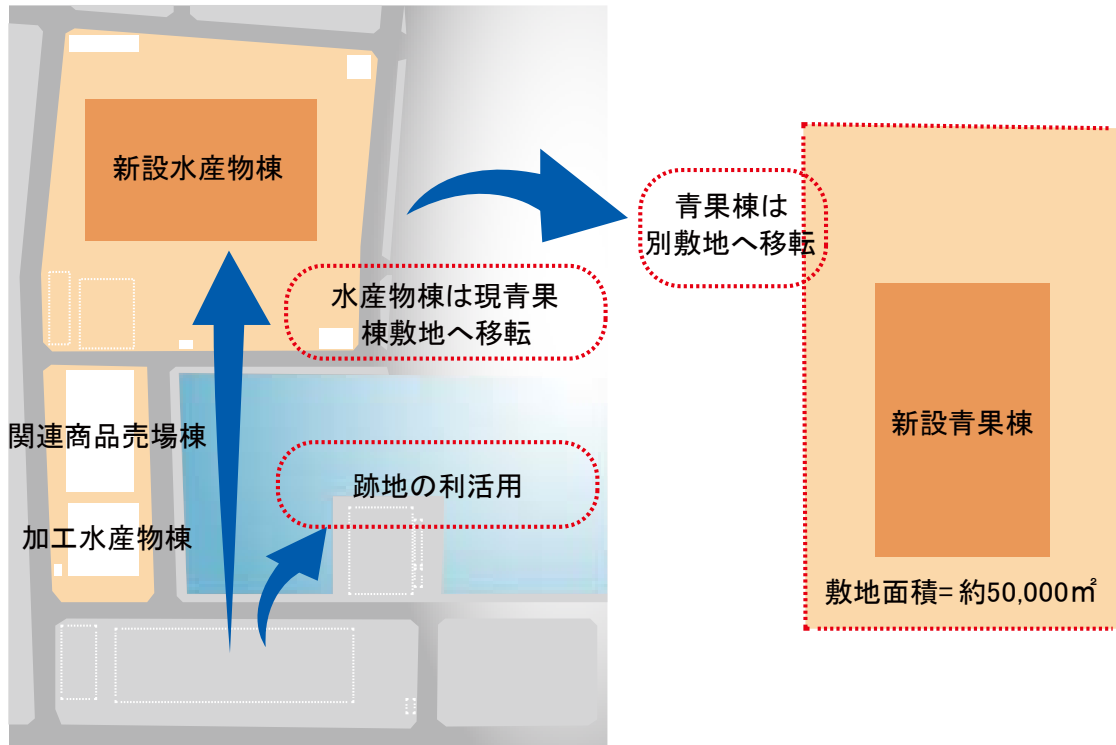 新設水産物棟
青果棟は
別敷地へ移転
水産物棟は現青果
棟敷地へ移転
関連商品売場棟
新設青果棟
跡地の利活用
加工水産物棟
敷地面積=約50,000㎡